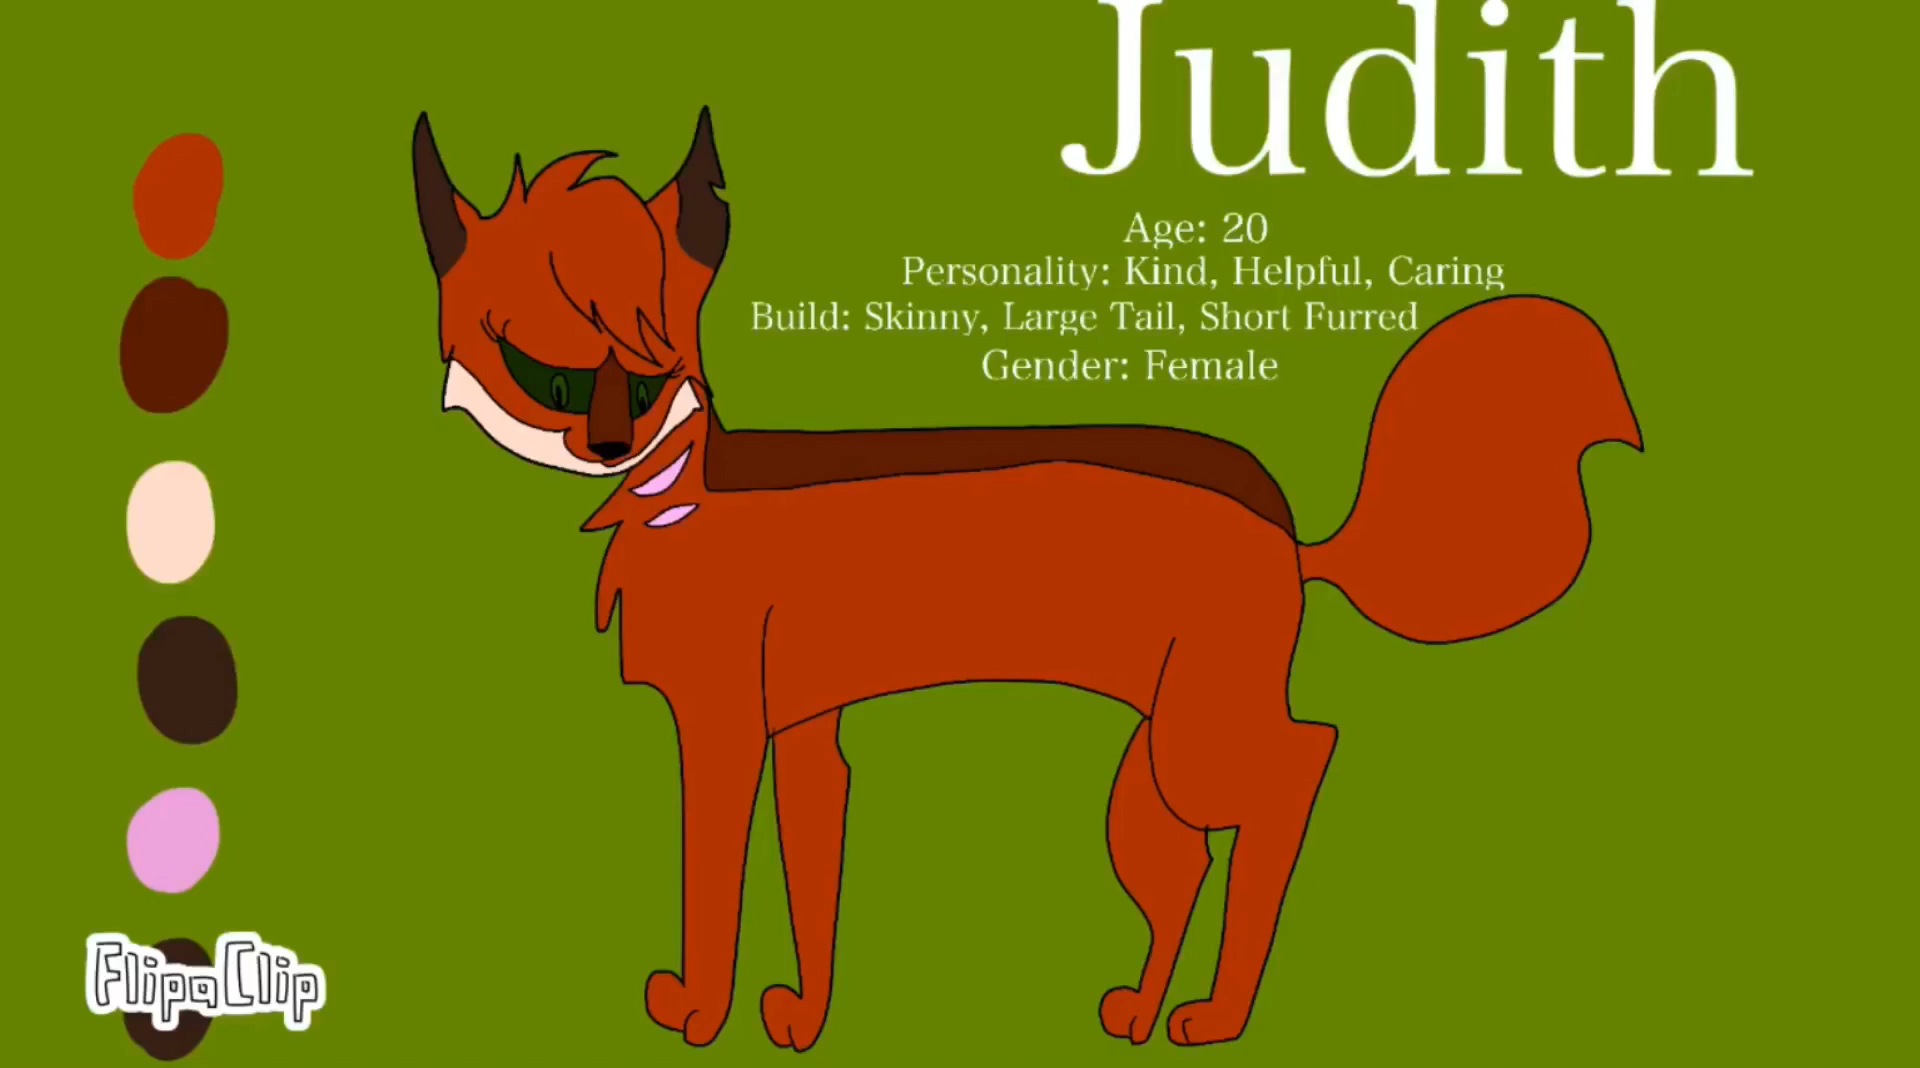 Judith
Age: 20
Personality: Kind, Helpful, Caring
Build: Skinny, Large Tail, Short Furred
Gender: Female
FlipaClip